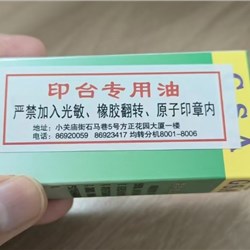 印台专用油
严禁加入光敏、橡胶翻转、原子印章内
地址：小关庙街石马巷5号方正花园大厦一楼
电话：86920059 86923417 均转分机8001-8006